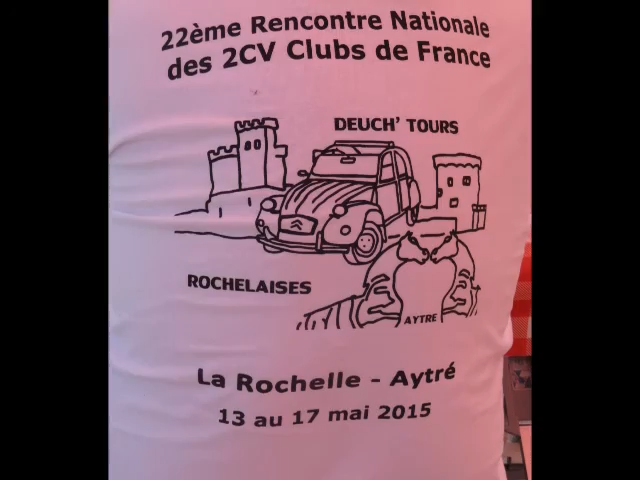 22ème Rencontre Nationale
des 2CV Clubs de France
DEUCH' TOURS
ROCHELAISES
AYTRE
La Rochelle - Aytré
13 au 17 mai 2015